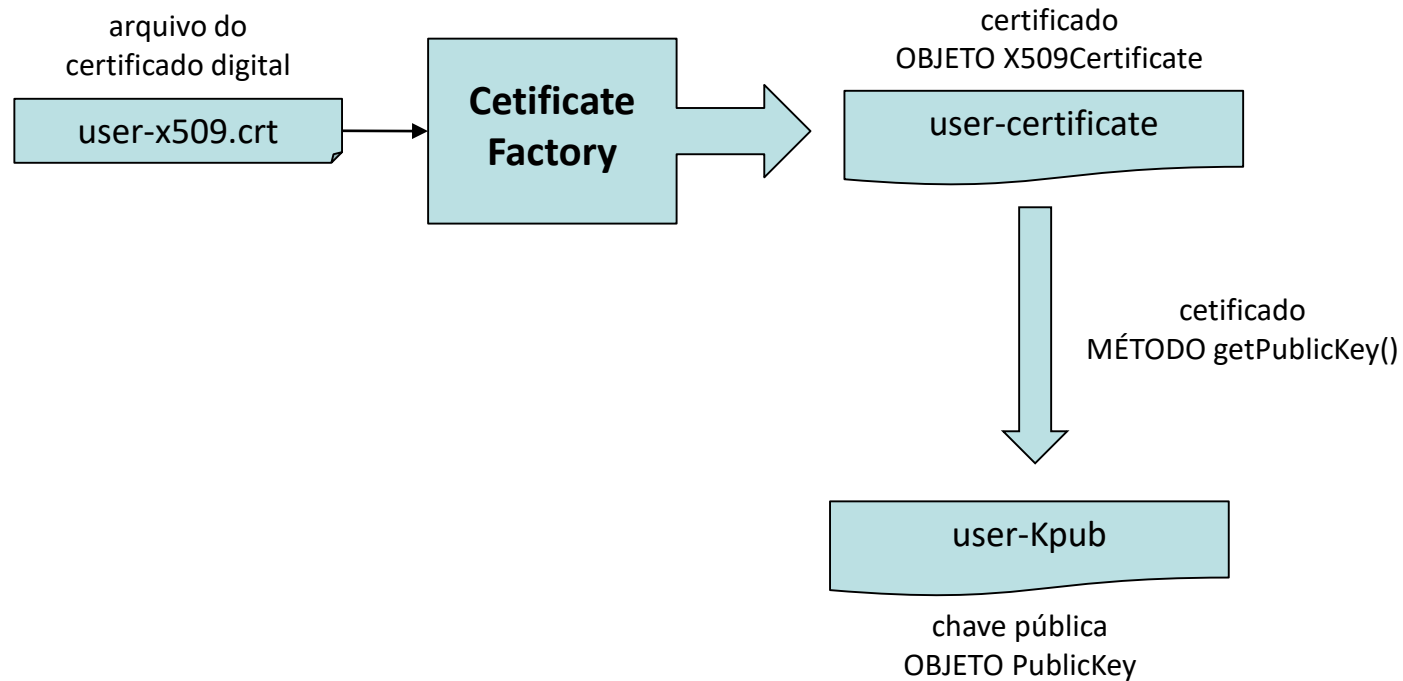 arquivo do
certificado digital
user-x509.crt
Cetificate
Factory
certificado
OBJETO X509Certificate
user-certificate
cetificado
MÉTODO getPublicKey()
user-Kpub
chave pública
OBJETO PublicKey